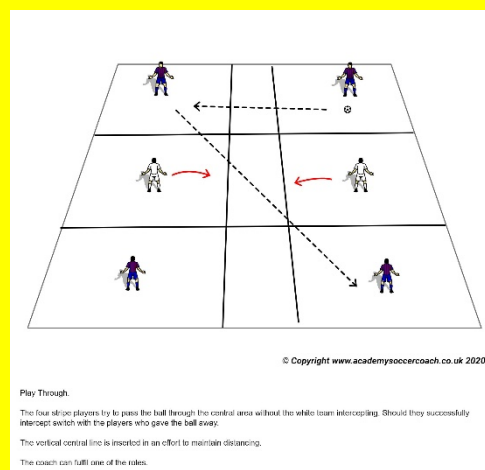 © Copyright www.academysoccercoach.co.uk 2020
Play Through.
The four stripe players try to pass the ball through the central area without the white team intercepting. Should they successfully
intercept switch with the players who gave the ball away.
The vertical central line is inserted in an effort to maintain distancing.
The coach can fulfil one of the roles.